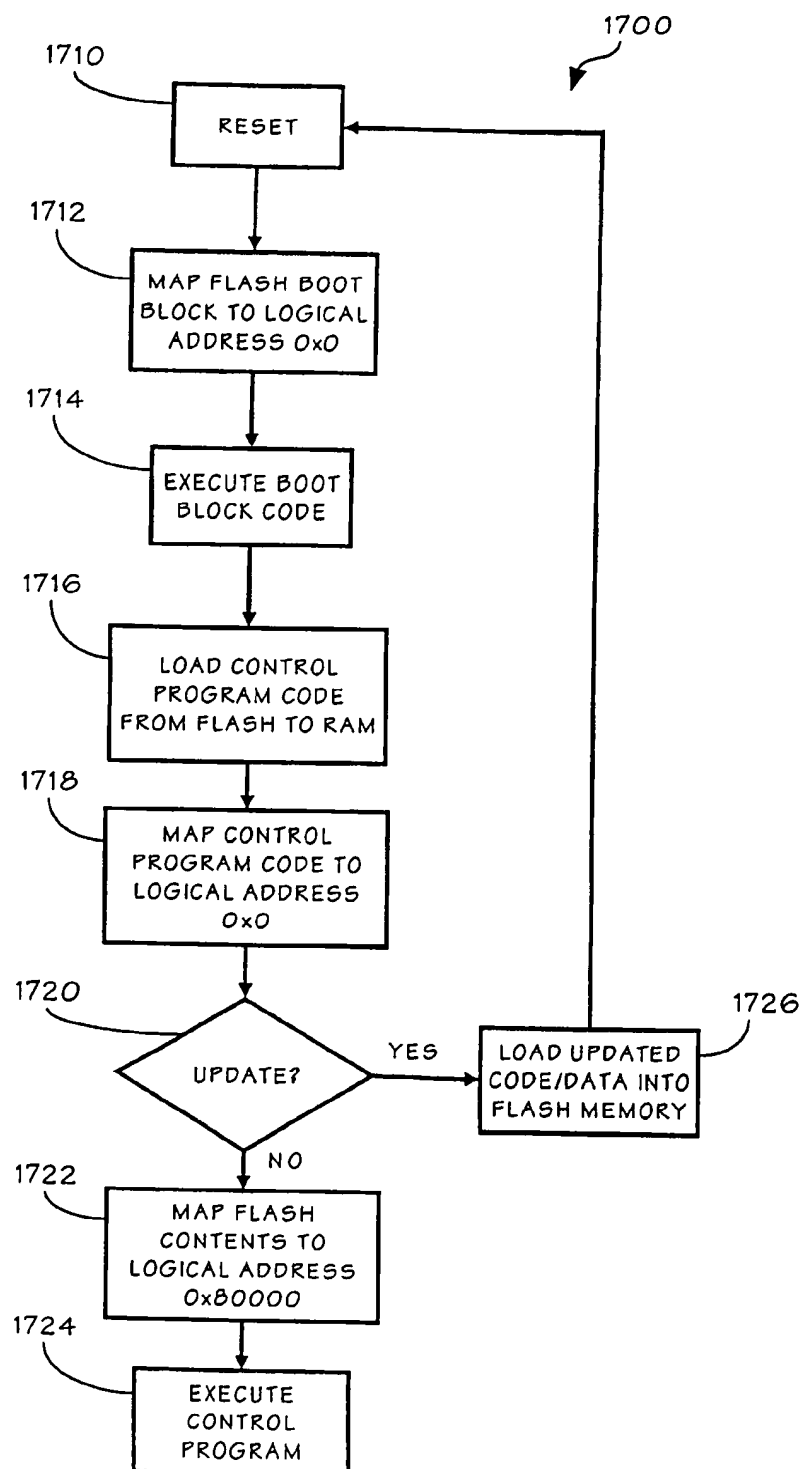 1700
1710
RESET
1712
MAP FLASH BOOT
BLOCK TO LOGICAL
ADDRESS 0x0
1714
EXECUTE BOOT
BLOCK CODE
1716
LOAD CONTROL
PROGRAM CODE
FROM FLASH TO RAM
1718
MAP CONTROL
PROGRAM CODE TO
LOGICAL ADDRESS
0x0
1720
UPDATE?
YES
1726
LOAD UPDATED
CODE/DATA INTO
FLASH MEMORY
NO
1722
MAP FLASH
CONTENTS TO
LOGICAL ADDRESS
0x80000
1724
EXECUTE
CONTROL
PROGRAM